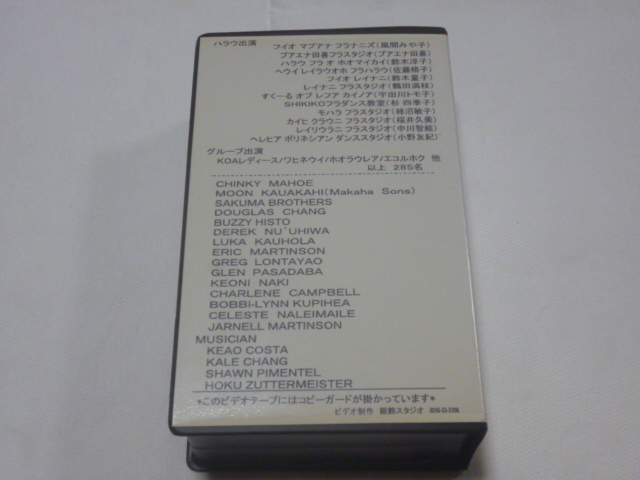 ハラウ出演
フイオ マプアナ フラナニズ(風間みや子)
プアエナ田喜フラスタジオ(プアエナ田喜)
ハラウ フラ オ ホオマイカイ(鈴木淳子)
ヘウイ レイラウオホ フラハラウ(佐藤梧子)
フイオ レイナニ(鈴木量子)
レイナニ フラスタジオ(鶴田満枝)
すくーる オブ レフア カイノア(宇田川トモ子)
SHIKIKOフラダンス教室(杉 四季子)
モハラ フラスタジオ(柿沼敏子)
カイヒ クラウニ フラスタジオ(桜井久美)
レイリウラニ フラスタジオ(中川智絵)
ヘレヒア ポリネシアン ダンススタジオ(小野友紀)
グループ出演
KOAレディース/ワヒネウイ/ホオラウレア/エコルホク 他
以上 285名
CHINKY MAHOE
MOON KAUAKAHI(Makaha Sons)
SAKUMA BROTHERS
DOUGLAS CHANG
BUZZY HISTO
DEREK NU'UHIWA
LUKA KAUHOLA
ERIC MARTINSON
GREG LONTAYAO
GLEN PASADABA
KEONI NAKI
CHARLENE CAMPBELL
BOBBI-LYNN KUPIHEA
CELESTE NALEIMAILE
JARNELL MARTINSON
MUSICIAN
KEAO COSTA
KALE CHANG
SHAWN PIMENTEL
HOKU ZUTTERMEISTER
*このビデオテープにはコピーガードが掛かっています*
ビデオ制作 銀鈴スタジオ